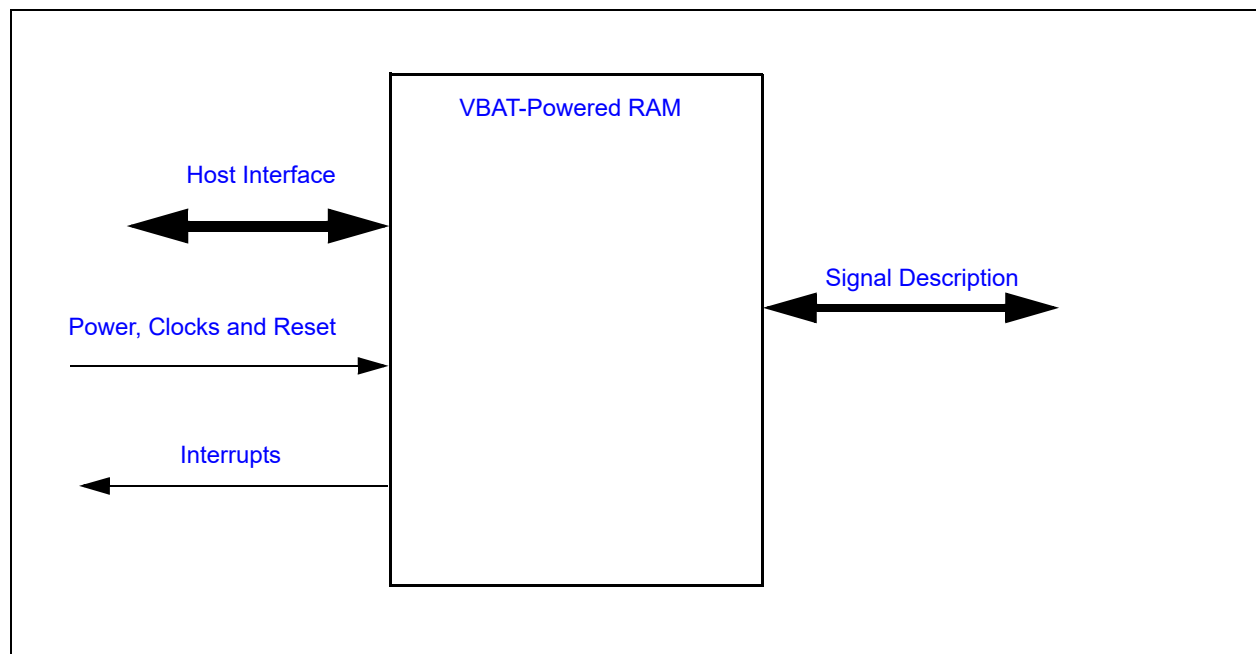 VBAT-Powered RAM
Host Interface
Signal Description
Power, Clocks and Reset
Interrupts